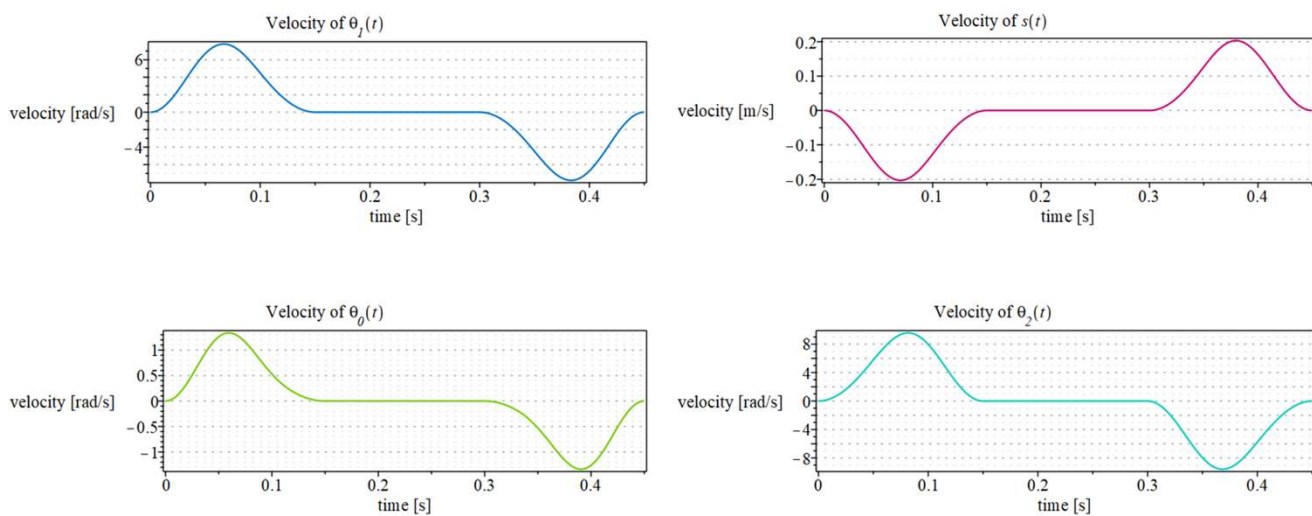 Velocity of θ₁(t)
6
0
−4
velocity [rad/s]
0 0.1 0.2 0.3 0.4
time [s]
Velocity of s(t)
0.2
0.1
0
−0.1
−0.2
velocity [m/s]
0 0.1 0.2 0.3 0.4
time [s]
Velocity of θ₀(t)
1
0.5
0
−0.5
−1
velocity [rad/s]
0 0.1 0.2 0.3 0.4
time [s]
Velocity of θ₂(t)
8
4
0
−4
−8
velocity [rad/s]
0 0.1 0.2 0.3 0.4
time [s]